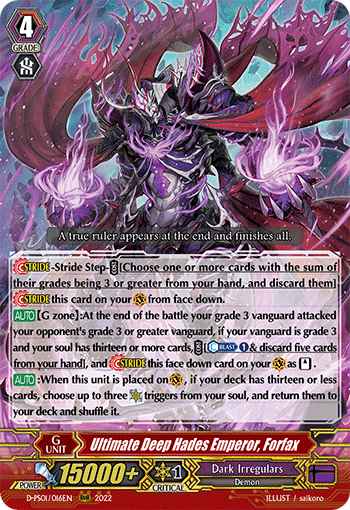 4
GRADE
A true ruler appears at the end and finishes all.
STRIDE-Stride Step-[Choose one or more cards with the sum of
their grades being 3 or greater from your hand, and discard them]
STRIDE this card on your Ⓥ from face down.
AUTO [G zone]:At the end of the battle your grade 3 vanguard attacked
your opponent's grade 3 or greater vanguard, if your vanguard is grade 3
and your soul has thirteen or more cards, [C BLAST 1 & discard five cards
from your hand], and STRIDE this face down card on your Ⓥ as [ ].
AUTO:When this unit is placed on Ⓥ, if your deck has thirteen or less
cards, choose up to three triggers from your soul, and return them to
your deck and shuffle it.
G
UNIT
Ultimate Deep Hades Emperor, Forfax
POWER
15000+
1
CRITICAL
Dark Irregulars
Demon
D-PS01/016EN
RRR
2022
ILLUST / saikoro